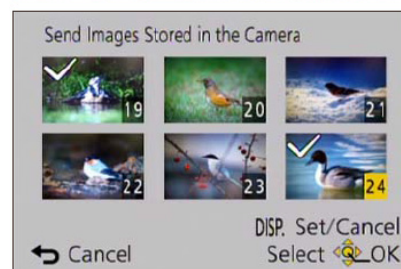 Send Images Stored in the Camera
19 20 21
22 23 24
DISP. Set/Cancel
Cancel Select OK